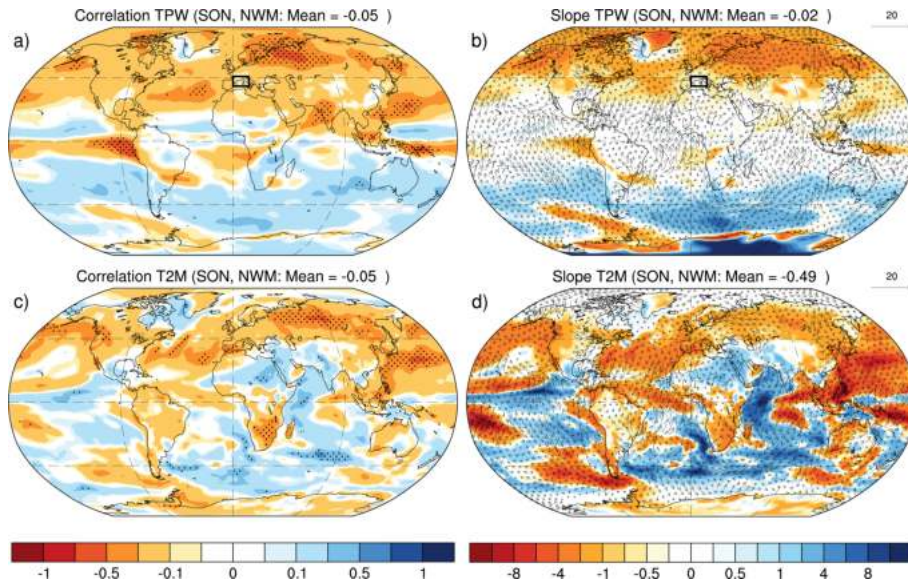 Correlation TPW (SON, NWM: Mean = -0.05 )
Slope TPW (SON, NWM: Mean = -0.02 )
20
a)
b)
Correlation T2M (SON, NWM: Mean = -0.05 )
Slope T2M (SON, NWM: Mean = -0.49 )
20
c)
d)
-1 -0.5 -0.1 0 0.1 0.5 1
-8 -4 -1 -0.5 0 0.5 1 4 8